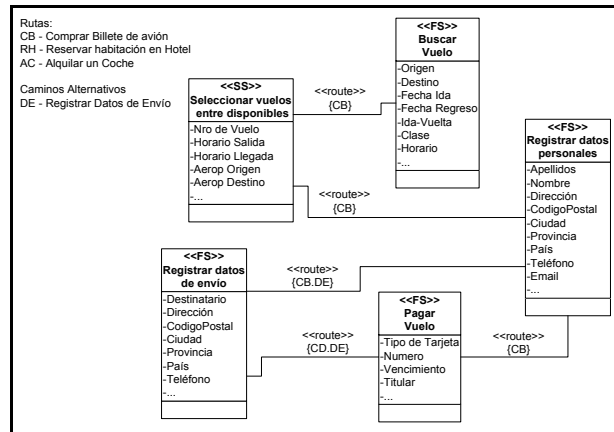 Rutas:
CB - Comprar Billete de avión
RH - Reservar habitación en Hotel
AC - Alquilar un Coche
Caminos Alternativos
DE - Registrar Datos de Envío
<<FS>>
Buscar
Vuelo
-Origen
-Destino
-Fecha Ida
-Fecha Regreso
-Ida-Vuelta
-Clase
-Horario
-...
<<route>>
{CB}
<<SS>>
Seleccionar vuelos
entre disponibles
-Nro de Vuelo
-Horario Salida
-Horario Llegada
-Aerop Origen
-Aerop Destino
-...
<<route>>
{CB}
<<FS>>
Registrar datos
personales
-Apellidos
-Nombre
-Dirección
-CodigoPostal
-Ciudad
-Provincia
-País
-Teléfono
-Email
-...
<<route>>
{CB.DE}
<<FS>>
Registrar datos
de envío
-Destinatario
-Dirección
-CodigoPostal
-Ciudad
-Provincia
-País
-Teléfono
-...
<<route>>
{CD.DE}
<<FS>>
Pagar
Vuelo
-Tipo de Tarjeta
-Numero
-Vencimiento
-Titular
-...
<<route>>
{CB}